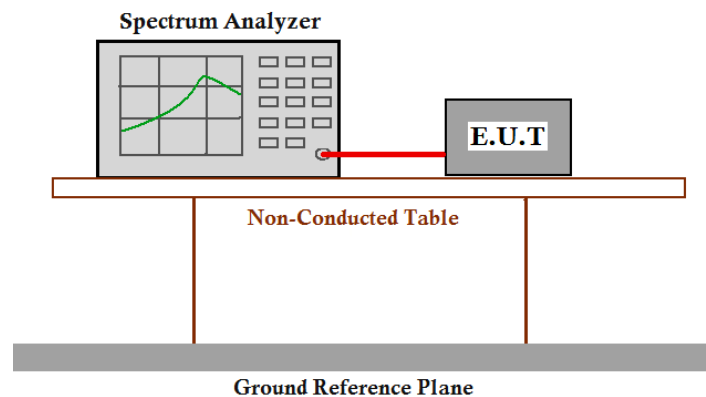 Spectrum Analyzer
E.U.T
Non-Conducted Table
Ground Reference Plane